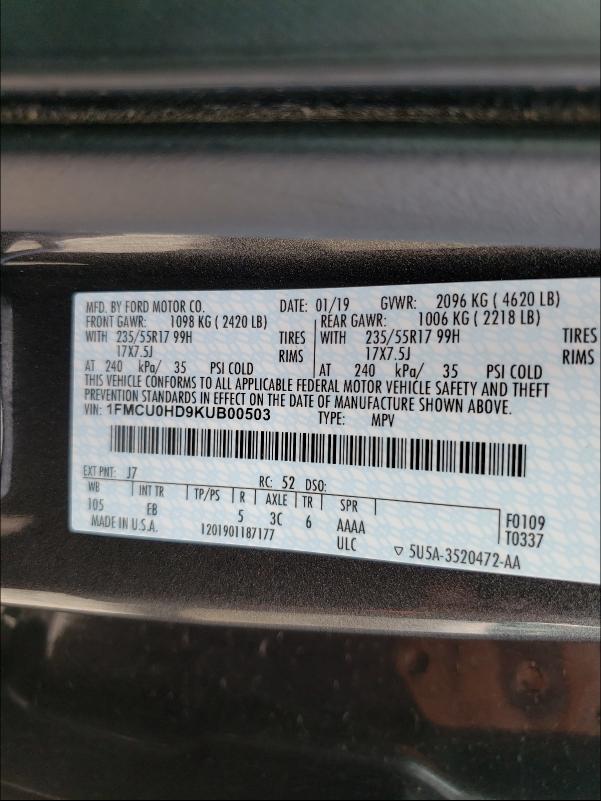 MFD. BY FORD MOTOR CO. DATE: 01/19 GVWR: 2096 KG ( 4620 LB)
FRONT GAWR: 1098 KG ( 2420 LB) REAR GAWR: 1006 KG ( 2218 LB)
WITH 235/55R17 99H TIRES WITH 235/55R17 99H TIRES
17X7.5J RIMS 17X7.5J RIMS
AT 240 kPa/ 35 PSI COLD AT 240 kPa/ 35 PSI COLD
THIS VEHICLE CONFORMS TO ALL APPLICABLE FEDERAL MOTOR VEHICLE SAFETY AND THEFT
PREVENTION STANDARDS IN EFFECT ON THE DATE OF MANUFACTURE SHOWN ABOVE.
VIN: 1FMCU0HD9KUB00503 TYPE: MPV
EXT PNT: J7 RC: 52 DSO:
WB INT TR TP/PS R AXLE TR SPR
105 EB 5 3C 6 AAAA F0109
MADE IN U.S.A. 1201901187177 ULC T0337
▽ 5U5A-3520472-AA